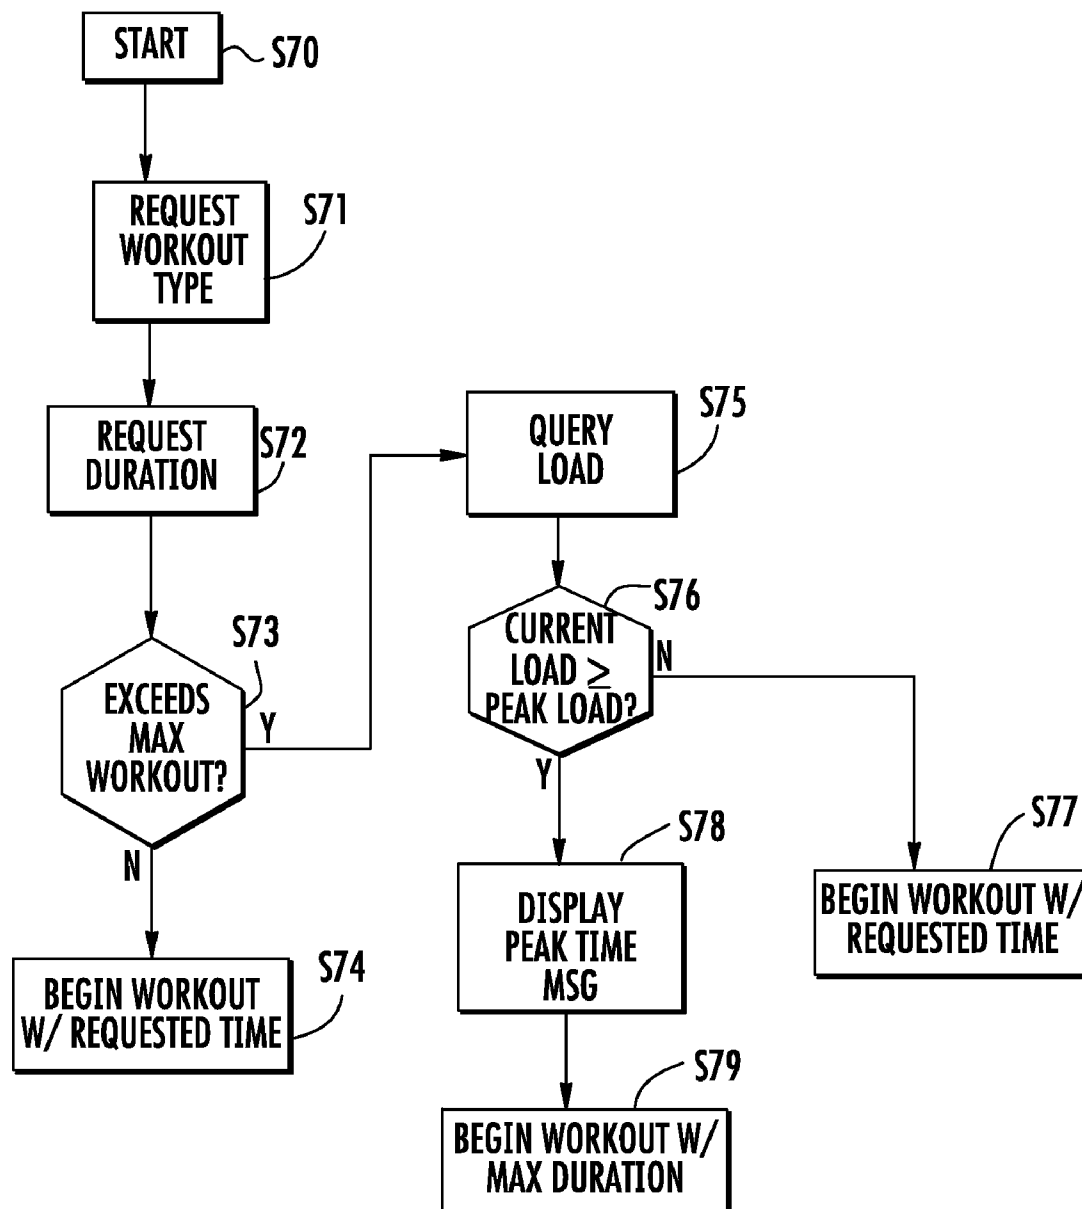 START
S70
REQUEST
WORKOUT
TYPE
S71
REQUEST
DURATION
S72
EXCEEDS
MAX
WORKOUT?
S73
Y
N
BEGIN WORKOUT
W/ REQUESTED TIME
S74
QUERY
LOAD
S75
CURRENT
LOAD ≥
PEAK LOAD?
S76
N
Y
BEGIN WORKOUT W/
REQUESTED TIME
S77
DISPLAY
PEAK TIME
MSG
S78
BEGIN WORKOUT W/
MAX DURATION
S79